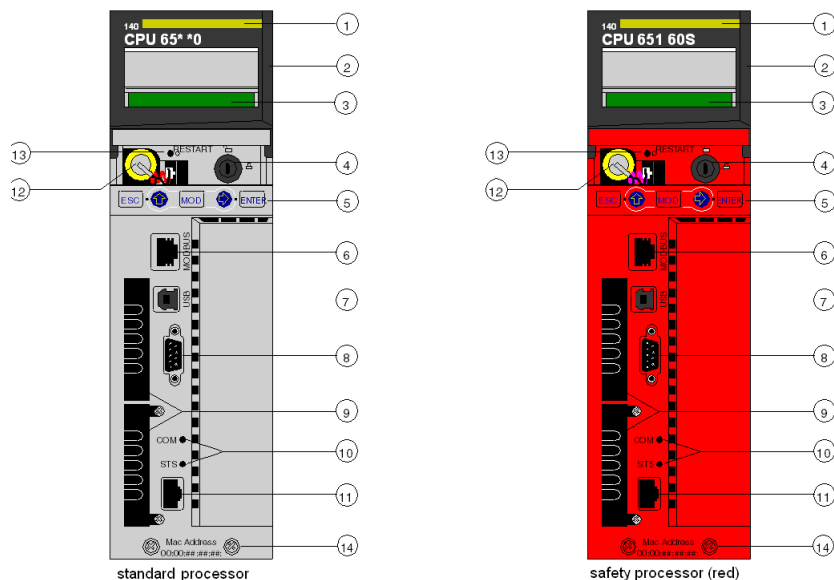 140
CPU 65* *0
1
2
3
RESTART
13
12
4
ESC
MOD
ENTER
5
MODBUS
6
USB
7
8
9
COM
10
STS
11
Mac Address
00:00:##:##:##:
14
standard processor
140
CPU 651 60S
1
2
3
RESTART
13
12
4
ESC
MOD
ENTER
5
MODBUS
6
USB
7
8
9
COM
10
STS
11
Mac Address
00:00:##:##:##:
14
safety processor (red)